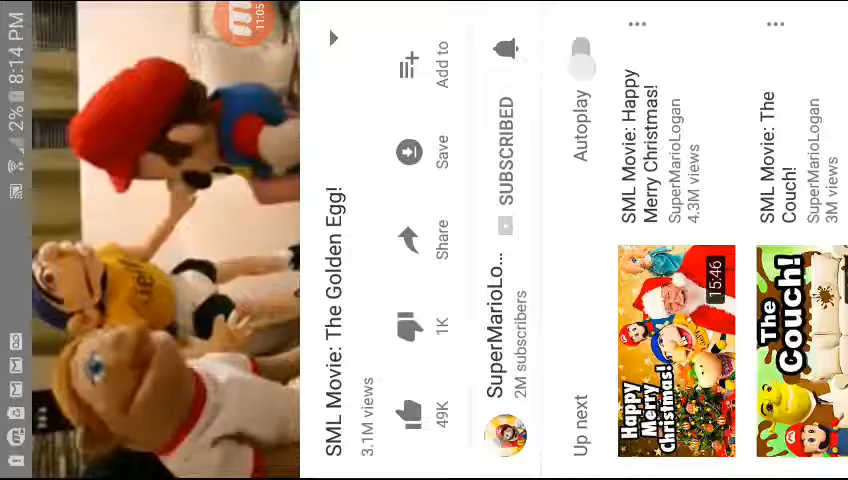 2% 8:14 PM
11:05
SML Movie: The Golden Egg!
3.1M views
49K
1K
Share
Save
Add to
SuperMarioLo...
2M subscribers
SUBSCRIBED
Up next
Autoplay
Happy
Merry
Christmas!
15:46
SML Movie: Happy
Merry Christmas!
SuperMarioLogan
4.3M views
The
Couch!
SML Movie: The
Couch!
SuperMarioLogan
3M views